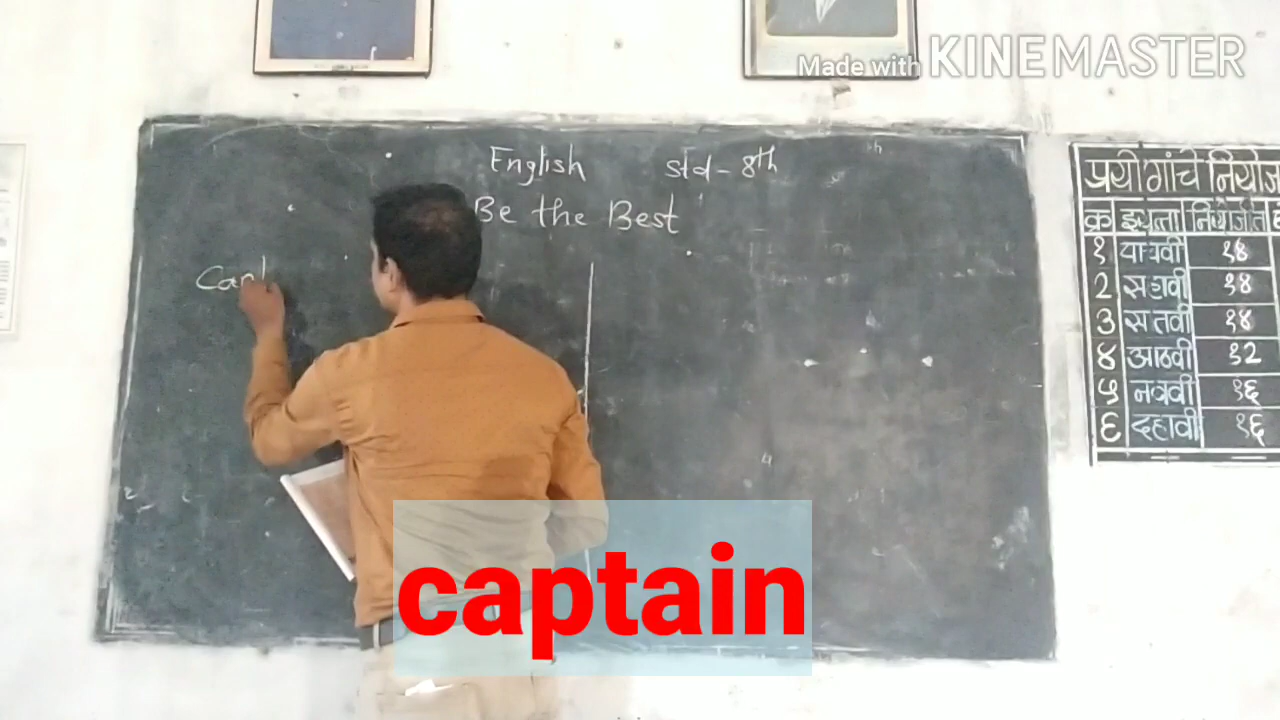 Made with KINEMASTER
English std - 8th
Be the Best
Capt
captain
प्रयोगांचे नियोज
क्र इयत्ता नियोजीत
१ पाचवी १४
२ सहावी १४
३ सातवी १४
४ आठवी १२
५ नववी १६
६ दहावी १६